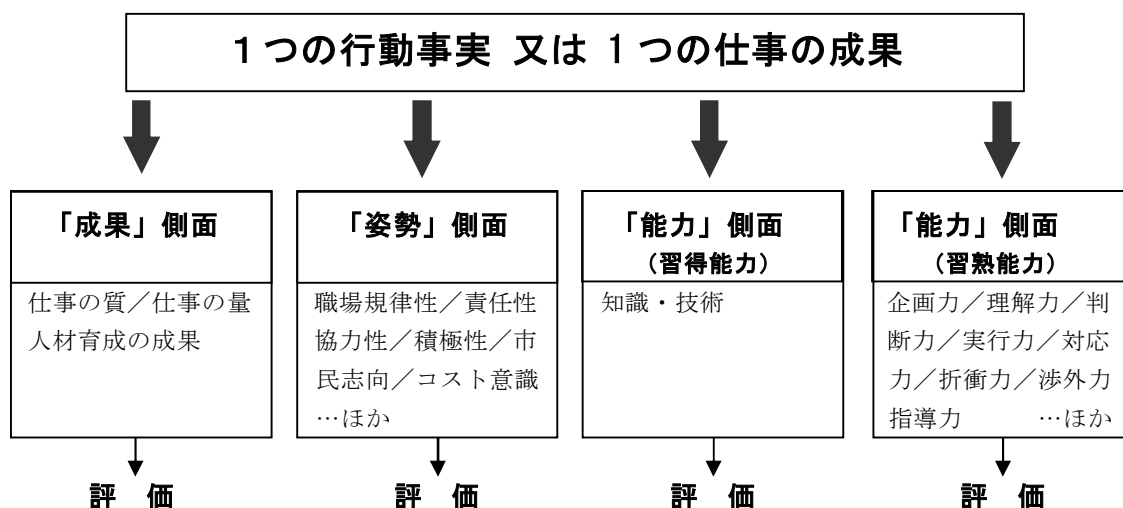 1つの行動事実 又は 1つの仕事の成果
「成果」側面
仕事の質／仕事の量
人材育成の成果
評 価
「姿勢」側面
職場規律性／責任性
協力性／積極性／市
民志向／コスト意識
…ほか
評 価
「能力」側面
（習得能力）
知識・技術
評 価
「能力」側面
（習熟能力）
企画力／理解力／判
断力／実行力／対応
力／折衝力／渉外力
指導力 …ほか
評 価